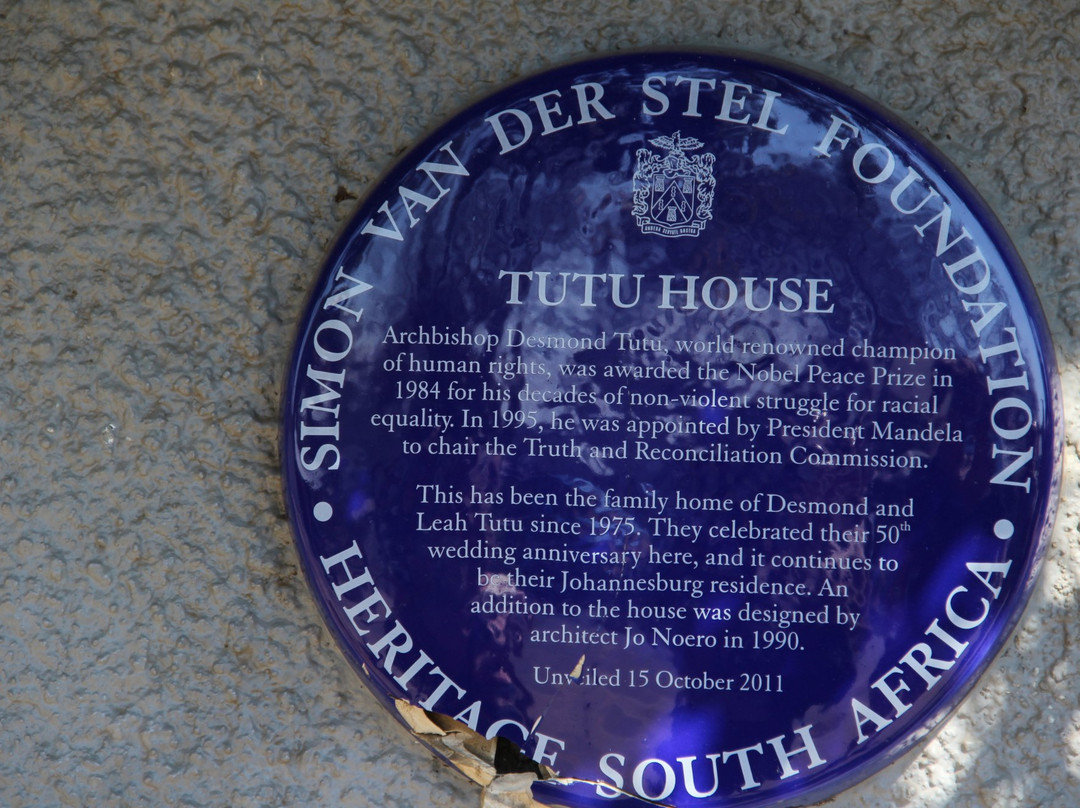 SIMON VAN DER STEL FOUNDATION
TUTU HOUSE
Archbishop Desmond Tutu, world renowned champion
of human rights, was awarded the Nobel Peace Prize in
1984 for his decades of non-violent struggle for racial
equality. In 1995, he was appointed by President Mandela
to chair the Truth and Reconciliation Commission.
This has been the family home of Desmond and
Leah Tutu since 1975. They celebrated their 50th
wedding anniversary here, and it continues to
be their Johannesburg residence. An
addition to the house was designed by
architect Jo Noero in 1990.
Unveiled 15 October 2011
• HERITAGE SOUTH AFRICA •